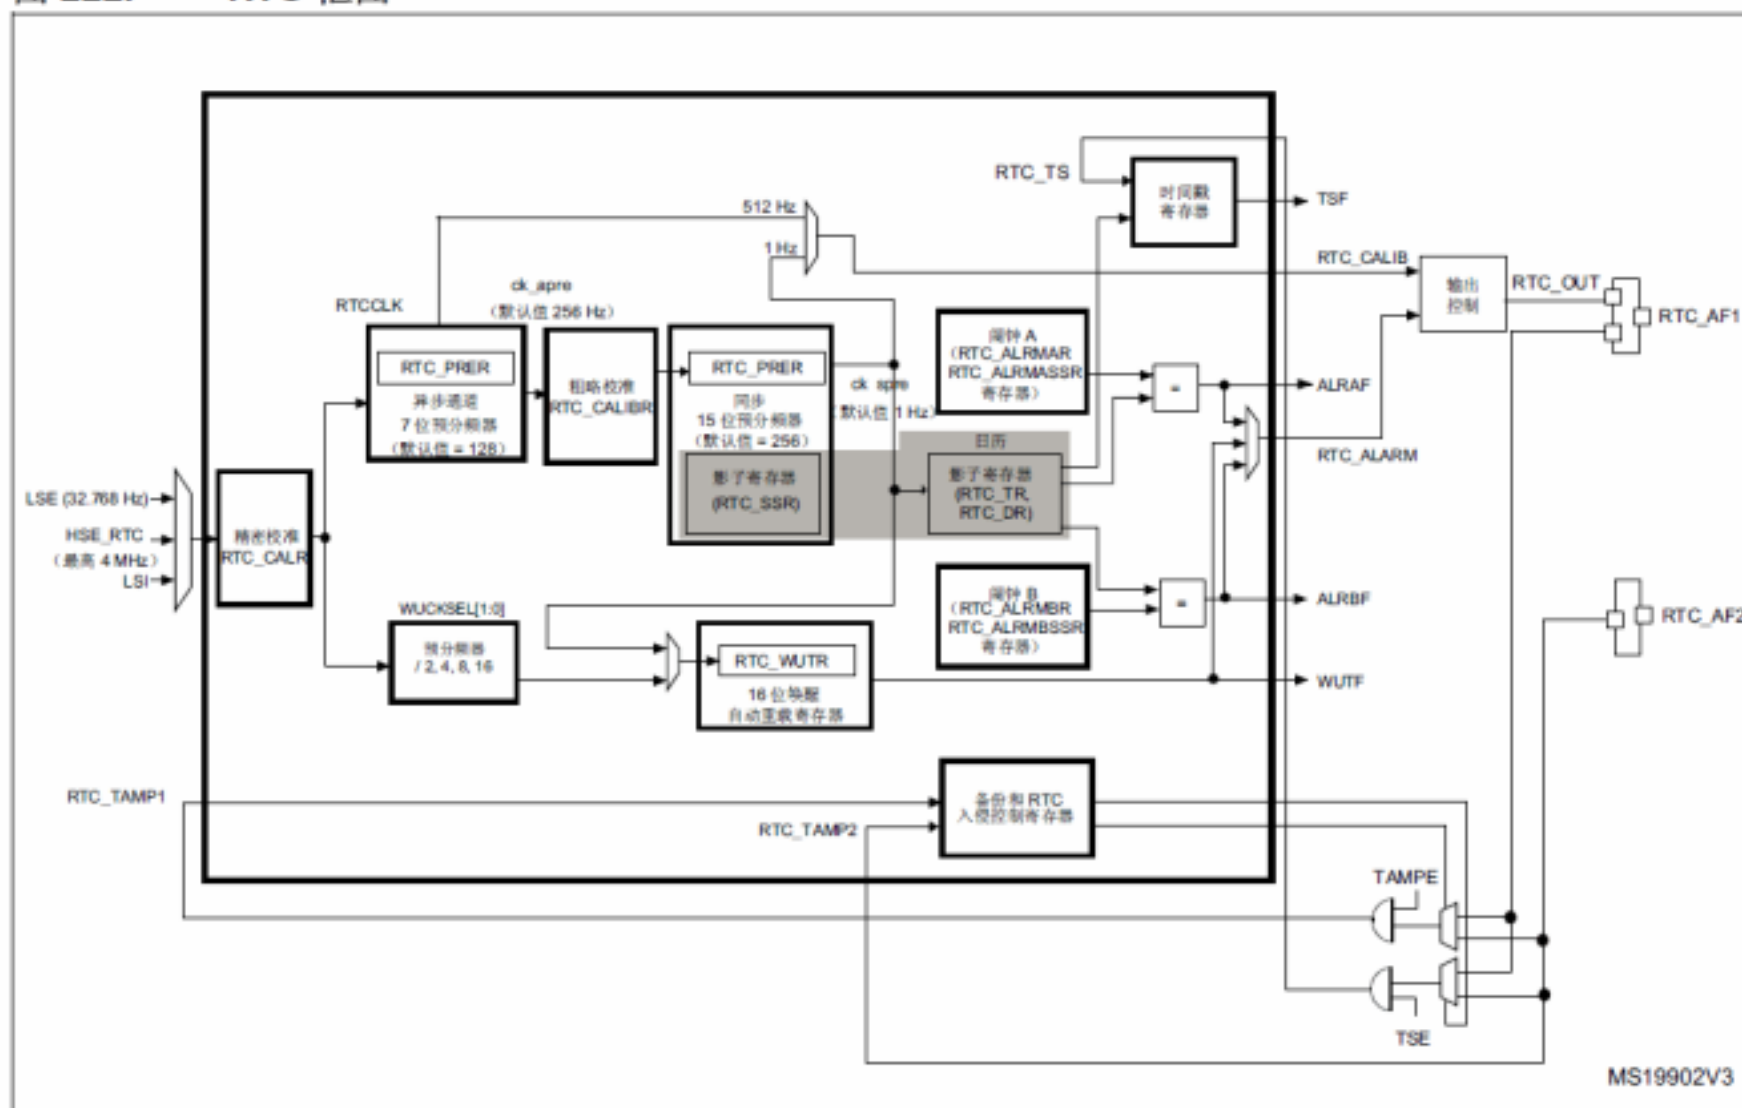 RTC_TS
时间戳
寄存器
TSF
512 Hz
1 Hz
RTC_CALIB
输出
控制
RTC_OUT
RTC_AF1
ck_apre
(默认值 256 Hz)
RTCCLK
RTC_PRER
异步通道
7 位预分频器
(默认值 = 128)
粗略校准
RTC_CALIBR
RTC_PRER
同步
15 位预分频器
(默认值 = 256)
影子寄存器
(RTC_SSR)
ck_spre
(默认值 1 Hz)
日历
影子寄存器
(RTC_TR,
RTC_DR)
闹钟 A
(RTC_ALRMAR
RTC_ALRMASSR
寄存器)
=
ALRAF
RTC_ALARM
LSE (32.768 Hz)
HSE_RTC
(最高 4 MHz)
LSI
精密校准
RTC_CALR
WUCKSEL[1:0]
预分频器
/ 2, 4, 8, 16
RTC_WUTR
16 位唤醒
自动重载寄存器
闹钟 B
(RTC_ALRMBR
RTC_ALRMBSSR
寄存器)
=
ALRBF
RTC_AF2
WUTF
RTC_TAMP1
RTC_TAMP2
备份和 RTC
入侵控制寄存器
TAMPE
TSE
MS19902V3